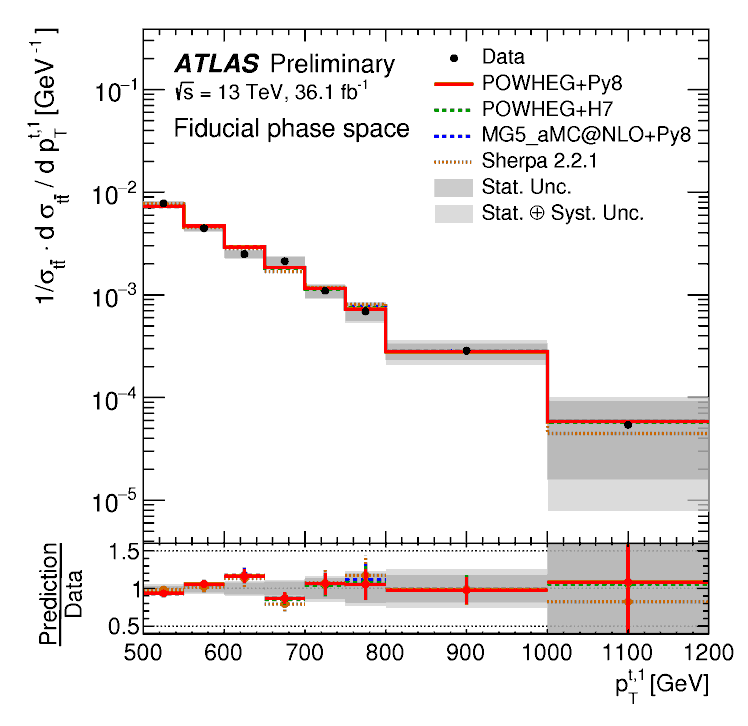 ATLAS Preliminary
√s = 13 TeV, 36.1 fb⁻¹
Fiducial phase space
Data
POWHEG+Py8
POWHEG+H7
MG5_aMC@NLO+Py8
Sherpa 2.2.1
Stat. Unc.
Stat. ⊕ Syst. Unc.
1/σ_tt̄ · d σ_tt̄ / d p_T^{t,1} [GeV⁻¹]
10⁻¹
10⁻²
10⁻³
10⁻⁴
10⁻⁵
Prediction
Data
1.5
1
0.5
500 600 700 800 900 1000 1100 1200
p_T^{t,1} [GeV]